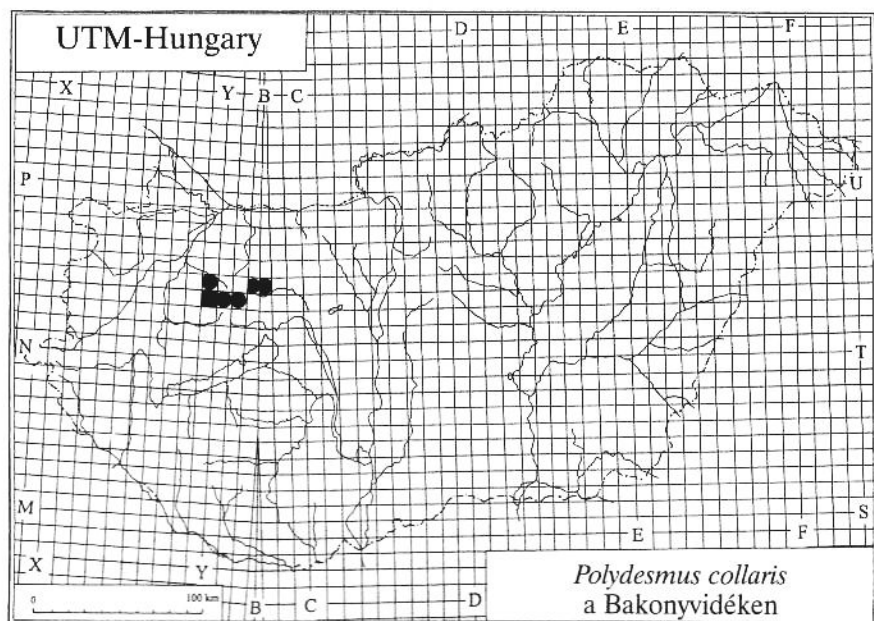 UTM-Hungary
D E F
X Y B C
P U
N T
M E F S
X Y
B C D
0 100 km
Polydesmus collaris
a Bakonyvidéken